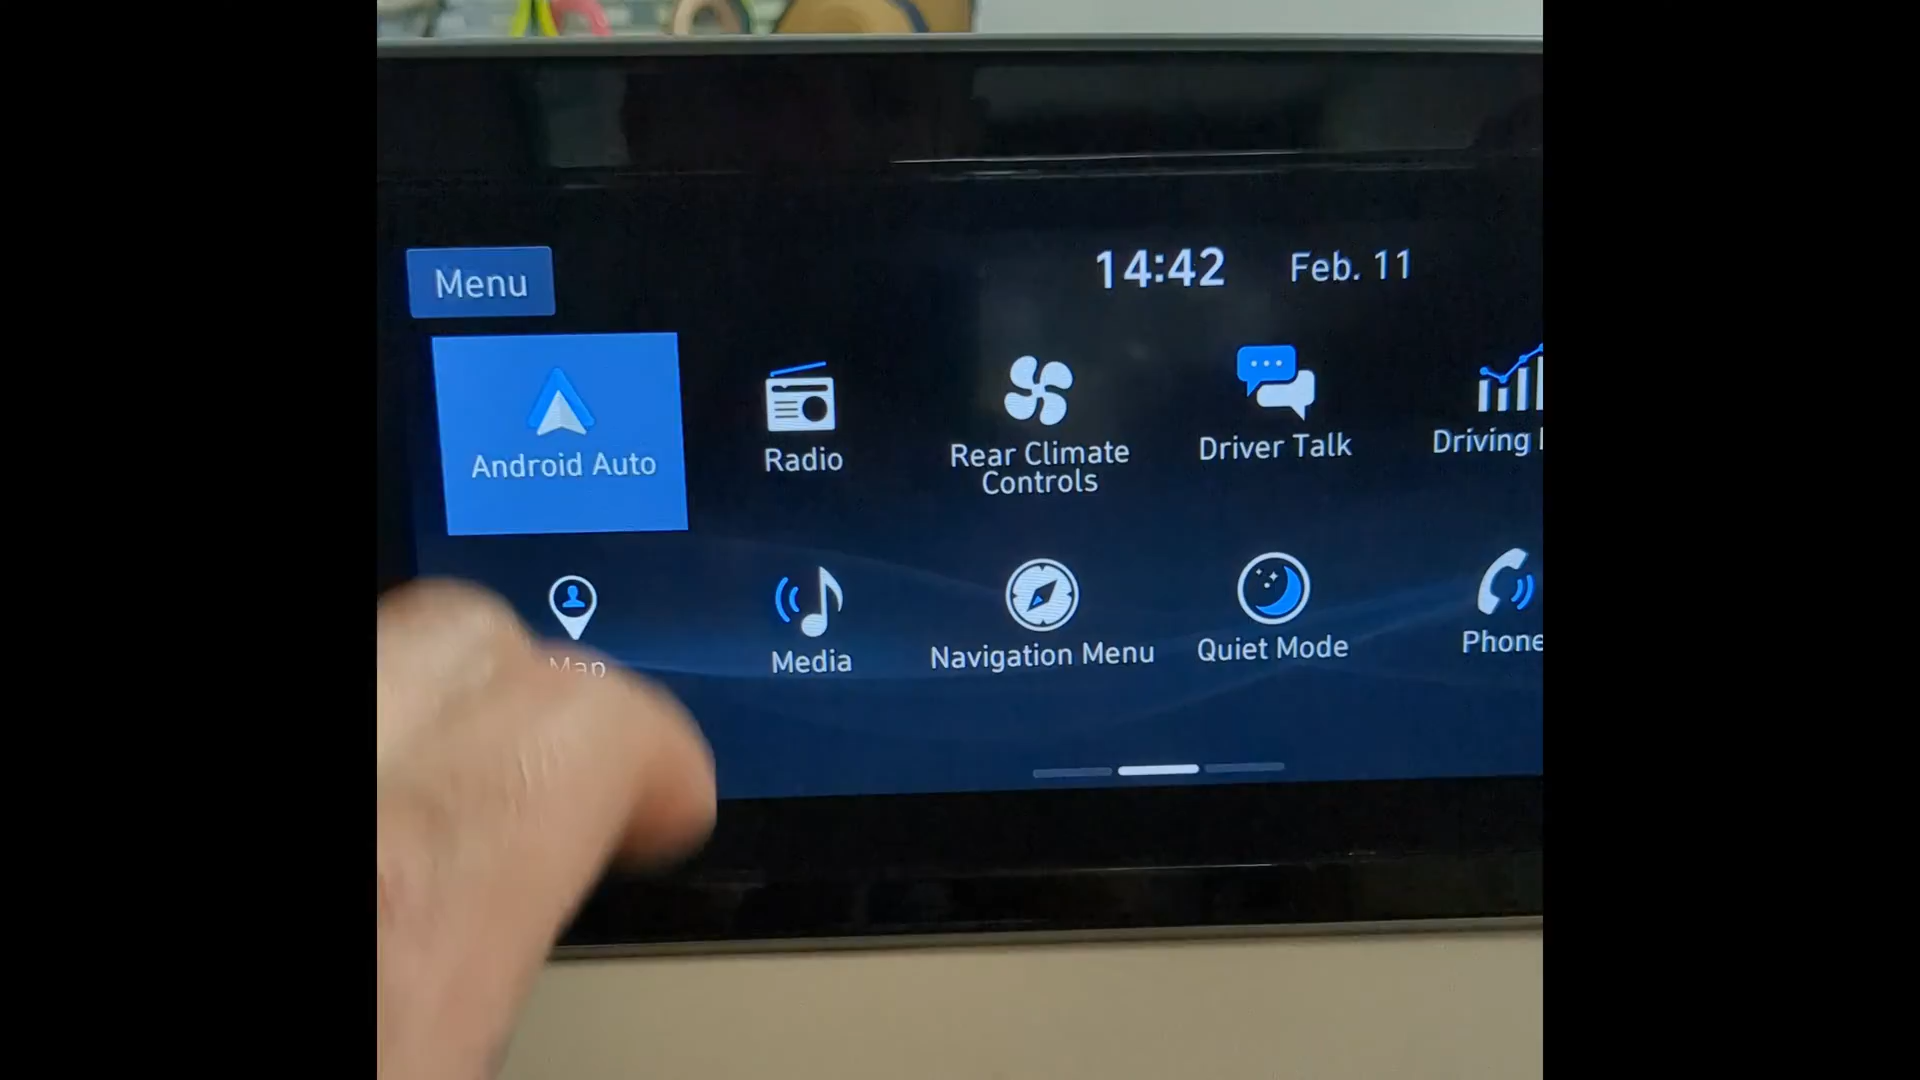 14:42 Feb. 11
Menu
Android Auto
Radio
Rear Climate
Controls
Driver Talk
Driving
Map
Media
Navigation Menu
Quiet Mode
Phone